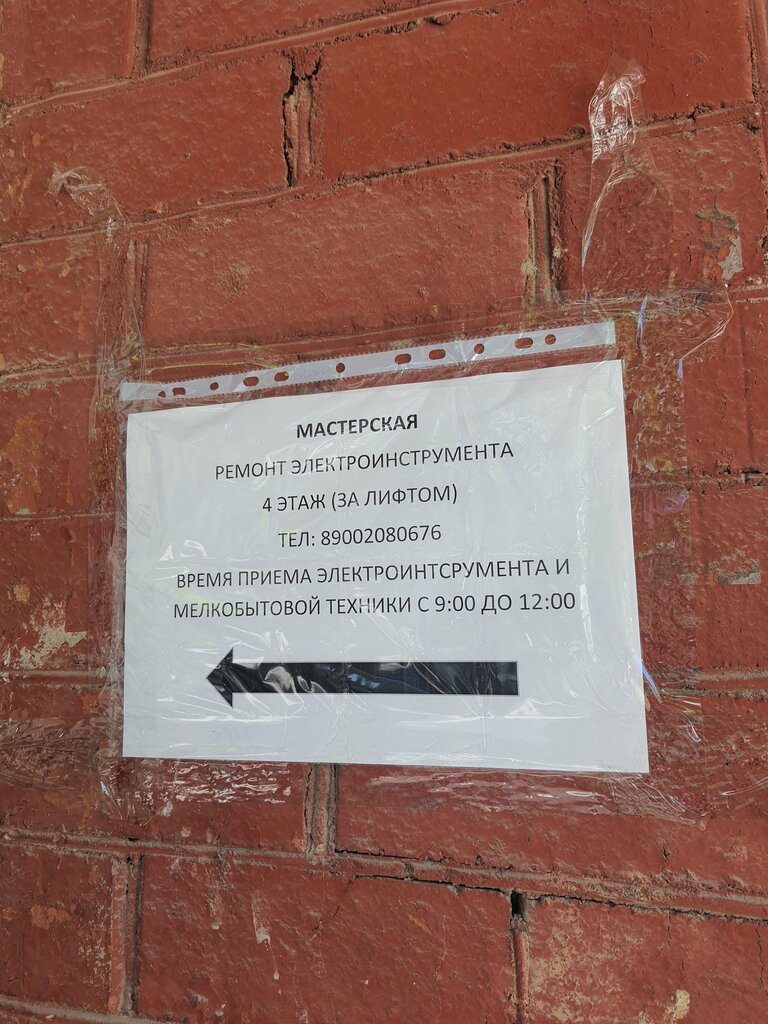 МАСТЕРСКАЯ
РЕМОНТ ЭЛЕКТРОИНСТРУМЕНТА
4 ЭТАЖ (ЗА ЛИФТОМ)
ТЕЛ: 89002080676
ВРЕМЯ ПРИЕМА ЭЛЕКТРОИНТСРУМЕНТА И
МЕЛКОБЫТОВОЙ ТЕХНИКИ С 9:00 ДО 12:00